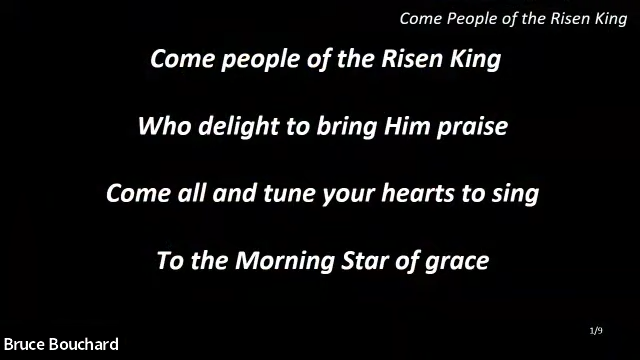 Come People of the Risen King
Come people of the Risen King
Who delight to bring Him praise
Come all and tune your hearts to sing
To the Morning Star of grace
1/9
Bruce Bouchard